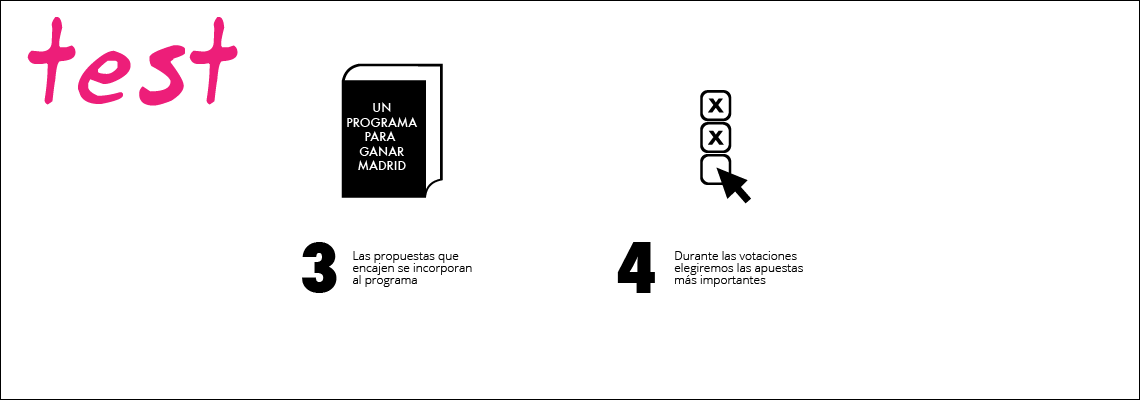 test
UN
PROGRAMA
PARA
GANAR
MADRID
X
X
3
Las propuestas que
encajen se incorporan
al programa
4
Durante las votaciones
elegiremos las apuestas
más importantes